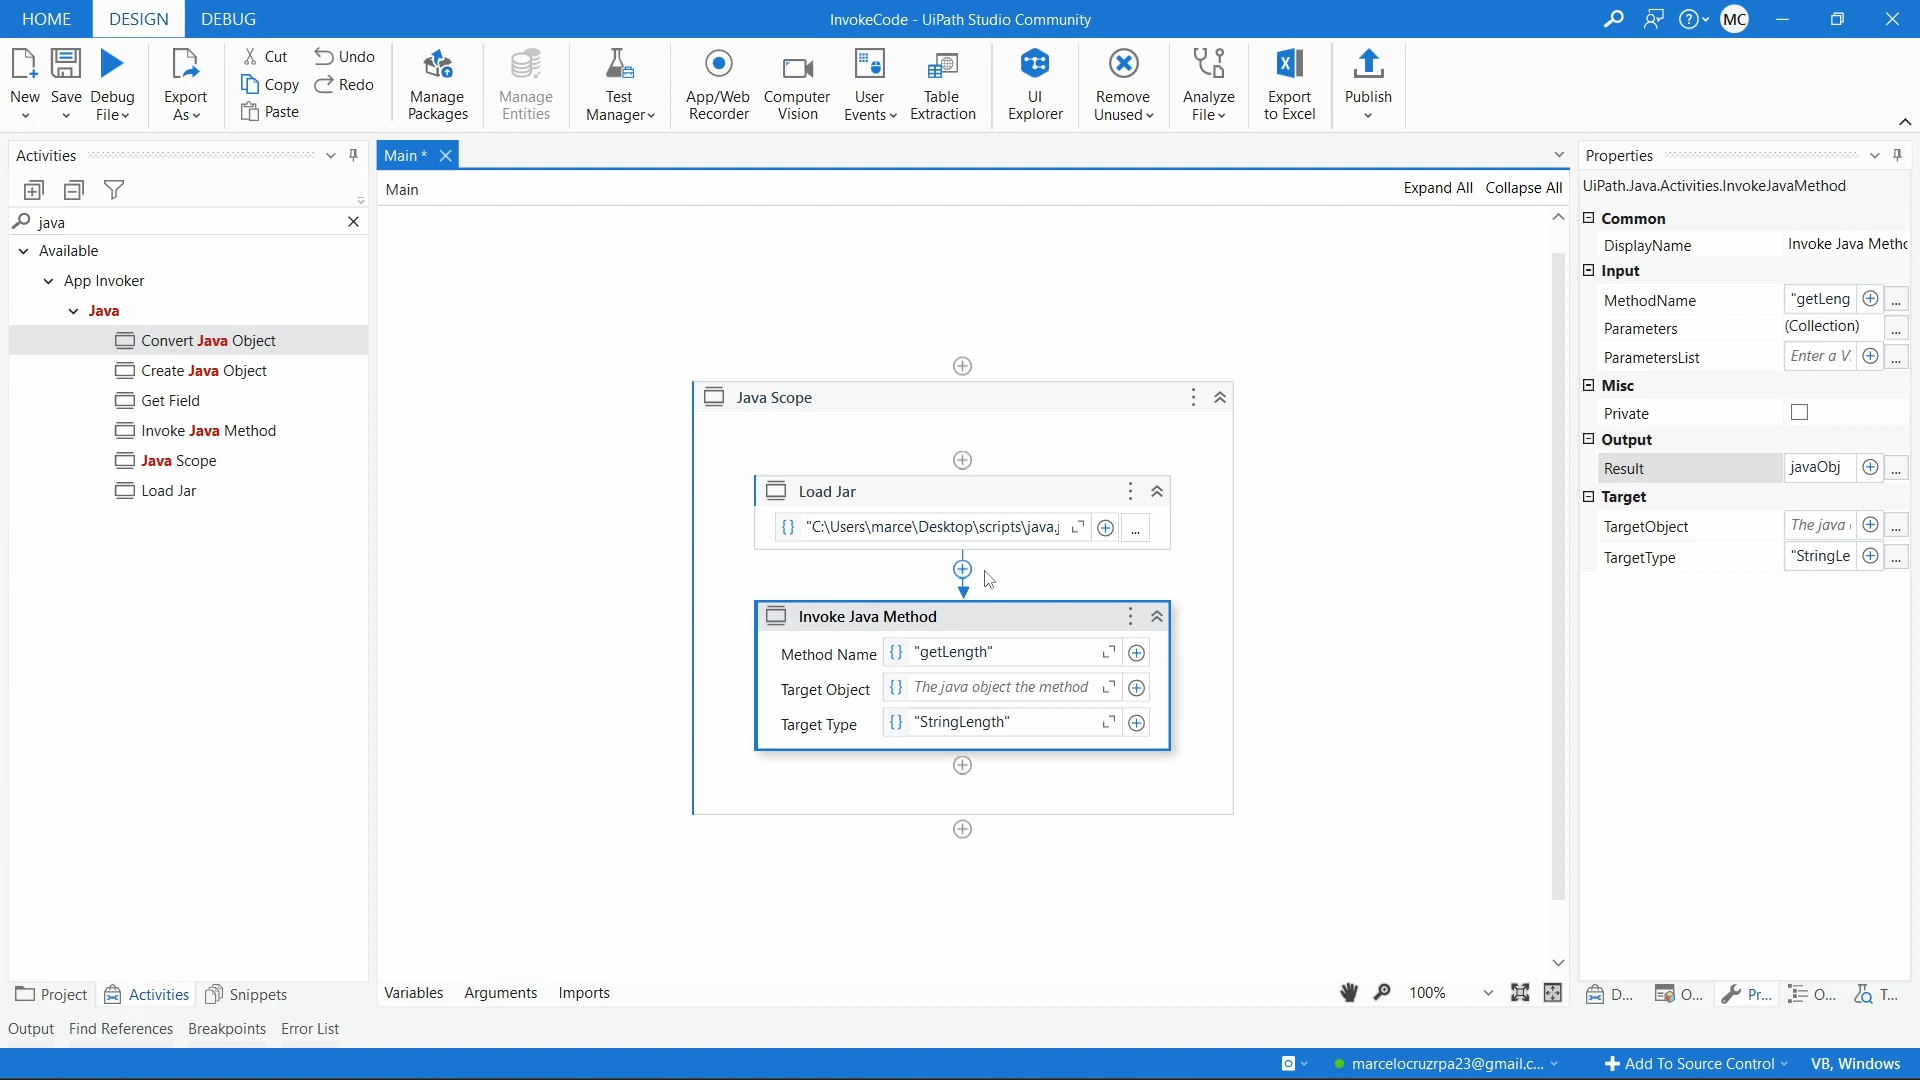 HOME DESIGN DEBUG InvokeCode - UiPath Studio Community MC
New Save Debug File Export As Cut Copy Paste Undo Redo
Manage Packages Manage Entities Test Manager App/Web Recorder Computer Vision User Events Table Extraction UI Explorer Remove Unused Analyze File Export to Excel Publish
Activities
java
Available
App Invoker
Java
Convert Java Object
Create Java Object
Get Field
Invoke Java Method
Java Scope
Load Jar
Main *
Main Expand All Collapse All
Java Scope
Load Jar
"C:\Users\marce\Desktop\scripts\java.j ...
Invoke Java Method
Method Name "getLength"
Target Object The java object the method
Target Type "StringLength"
Properties
UiPath.Java.Activities.InvokeJavaMethod
Common
DisplayName Invoke Java Metho
Input
MethodName "getLeng ...
Parameters (Collection) ...
ParametersList Enter a V. ...
Misc
Private
Output
Result javaObj ...
Target
TargetObject The java ...
TargetType "StringLe ...
Project Activities Snippets
Variables Arguments Imports 100%
D... O... Pr... O... T...
Output Find References Breakpoints Error List
marcelocruzrpa23@gmail.c... Add To Source Control VB, Windows